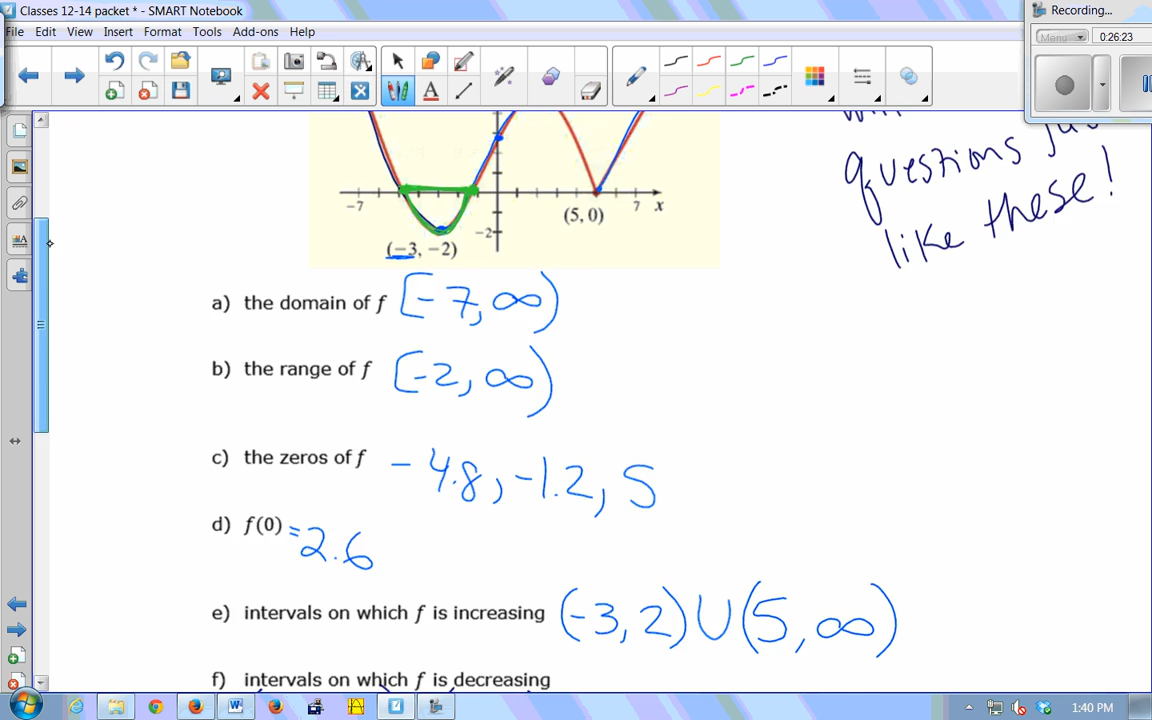 Classes 12-14 packet * - SMART Notebook
Recording...
File Edit View Insert Format Tools Add-ons Help
Menu
0:26:23
A
questions
like these!
-7
(5, 0)
7
x
-2
(-3, -2)
a) the domain of f [-7, ∞)
b) the range of f [-2, ∞)
c) the zeros of f -4.8, -1.2, 5
d) f(0) = 2.6
e) intervals on which f is increasing (-3, 2) U (5, ∞)
f) intervals on which f is decreasing
1:40 PM